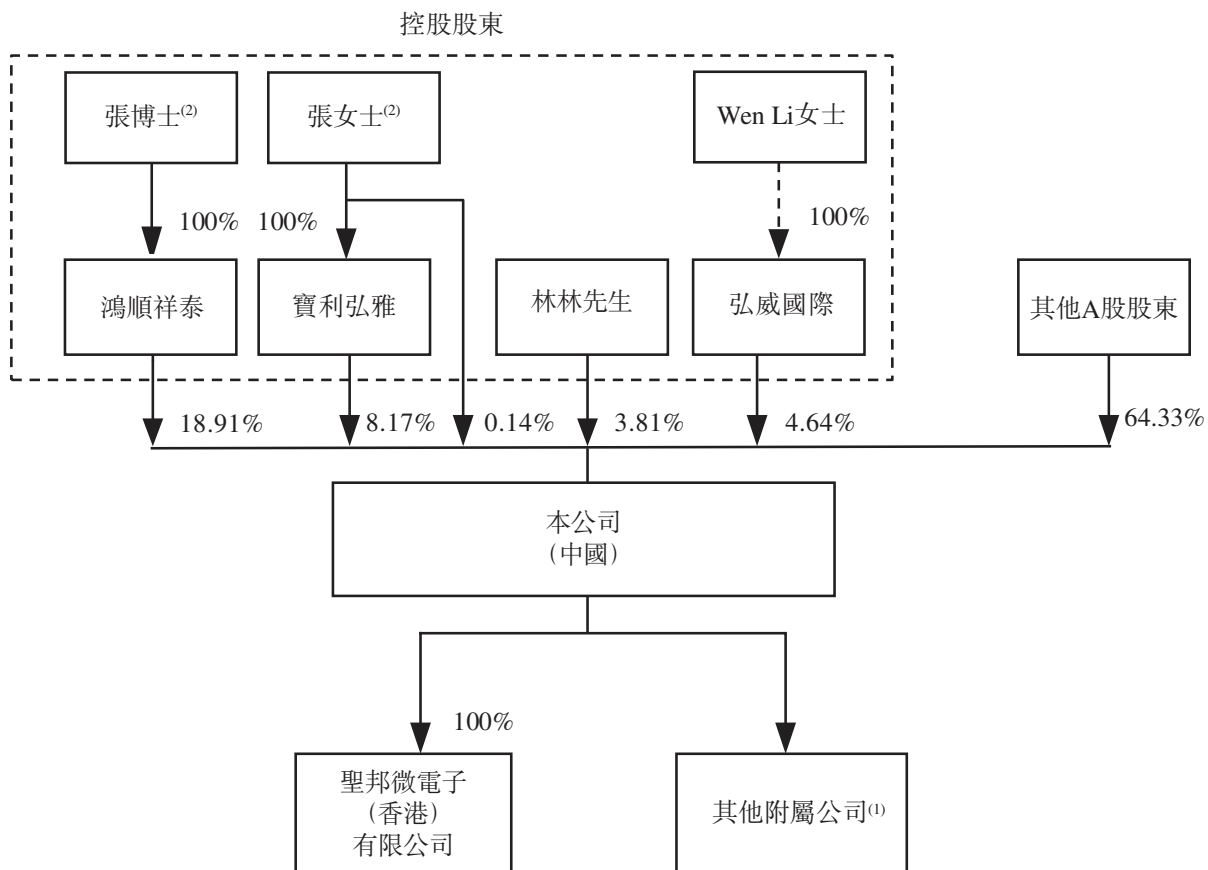 控股股東
張博士(2)
張女士(2)
Wen Li女士
100%
100%
100%
鴻順祥泰
寶利弘雅
林林先生
弘威國際
其他A股股東
18.91%
8.17%
0.14%
3.81%
4.64%
64.33%
本公司
（中國）
100%
聖邦微電子
（香港）
有限公司
其他附屬公司(1)